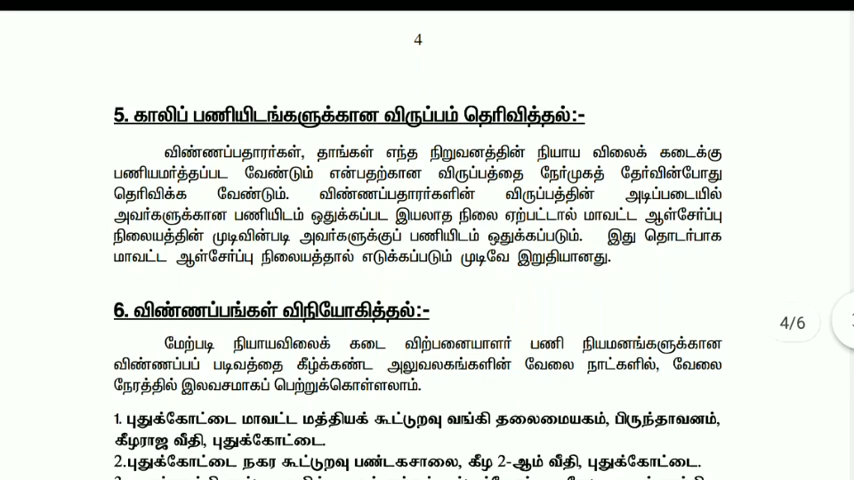 4
5. காலிப் பணியிடங்களுக்கான விருப்பம் தெரிவித்தல்:-
விண்ணப்பதாரர்கள், தாங்கள் எந்த நிறுவனத்தின் நியாய விலைக் கடைக்கு
பணியமர்த்தப்பட வேண்டும் என்பதற்கான விருப்பத்தை நேர்முகத் தேர்வின்போது
தெரிவிக்க வேண்டும். விண்ணப்பதாரர்களின் விருப்பத்தின் அடிப்படையில்
அவர்களுக்கான பணியிடம் ஒதுக்கப்பட இயலாத நிலை ஏற்பட்டால் மாவட்ட ஆள்சேர்ப்பு
நிலையத்தின் முடிவின்படி அவர்களுக்குப் பணியிடம் ஒதுக்கப்படும். இது தொடர்பாக
மாவட்ட ஆள்சேர்ப்பு நிலையத்தால் எடுக்கப்படும் முடிவே இறுதியானது.
6. விண்ணப்பங்கள் விநியோகித்தல்:-
மேற்படி நியாயவிலைக் கடை விற்பனையாளர் பணி நியமனங்களுக்கான
விண்ணப்பப் படிவத்தை கீழ்க்கண்ட அலுவலகங்களின் வேலை நாட்களில், வேலை
நேரத்தில் இலவசமாகப் பெற்றுக்கொள்ளலாம்.
4/6
1. புதுக்கோட்டை மாவட்ட மத்தியக் கூட்டுறவு வங்கி தலைமையகம், பிருந்தாவனம்,
கீழராஜ வீதி, புதுக்கோட்டை.
2.புதுக்கோட்டை நகர கூட்டுறவு பண்டகசாலை, கீழ 2-ஆம் வீதி, புதுக்கோட்டை.